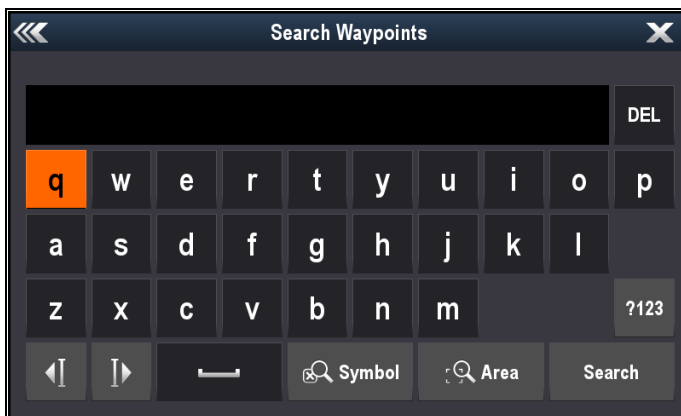 Search Waypoints
DEL
q w e r t y u i o p
a s d f g h j k l
z x c v b n m ?123
Symbol Area Search